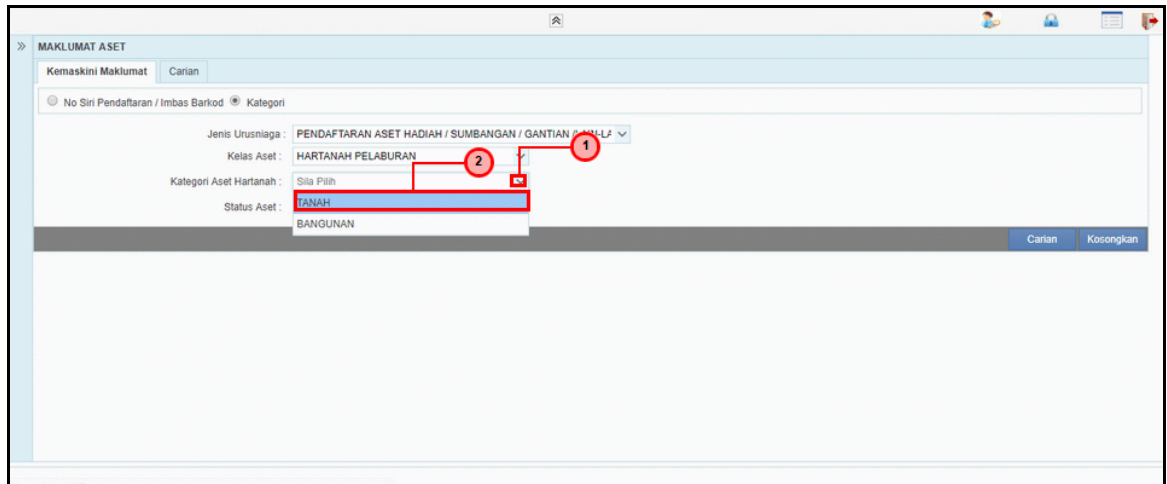 MAKLUMAT ASET
Kemaskini Maklumat Carian
No Siri Pendaftaran / Imbas Barkod Kategori
Jenis Urusniaga : PENDAFTARAN ASET HADIAH / SUMBANGAN / GANTIAN
1
Kelas Aset : HARTANAH PELABURAN
2
Kategori Aset Hartanah : Sila Pilih
Status Aset : TANAH
BANGUNAN
Carian Kosongkan